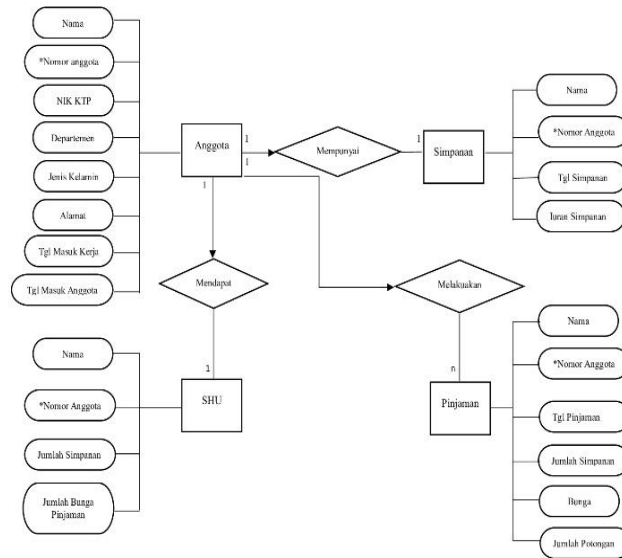 Nama
*Nomor anggota
NIK KTP
Departemen
Jenis Kelamin
Alamat
Tgl Masuk Kerja
Tgl Masuk Anggota
Anggota
1
1
1
Mempunyai
1
Simpanan
Nama
*Nomor Anggota
Tgl Simpanan
Iuran Simpanan
Mendapat
1
SHU
Nama
*Nomor Anggota
Jumlah Simpanan
Jumlah Bunga
Pinjaman
Melakuakan
n
Pinjaman
Nama
*Nomor Anggota
Tgl Pinjaman
Jumlah Simpanan
Bunga
Jumlah Potongan